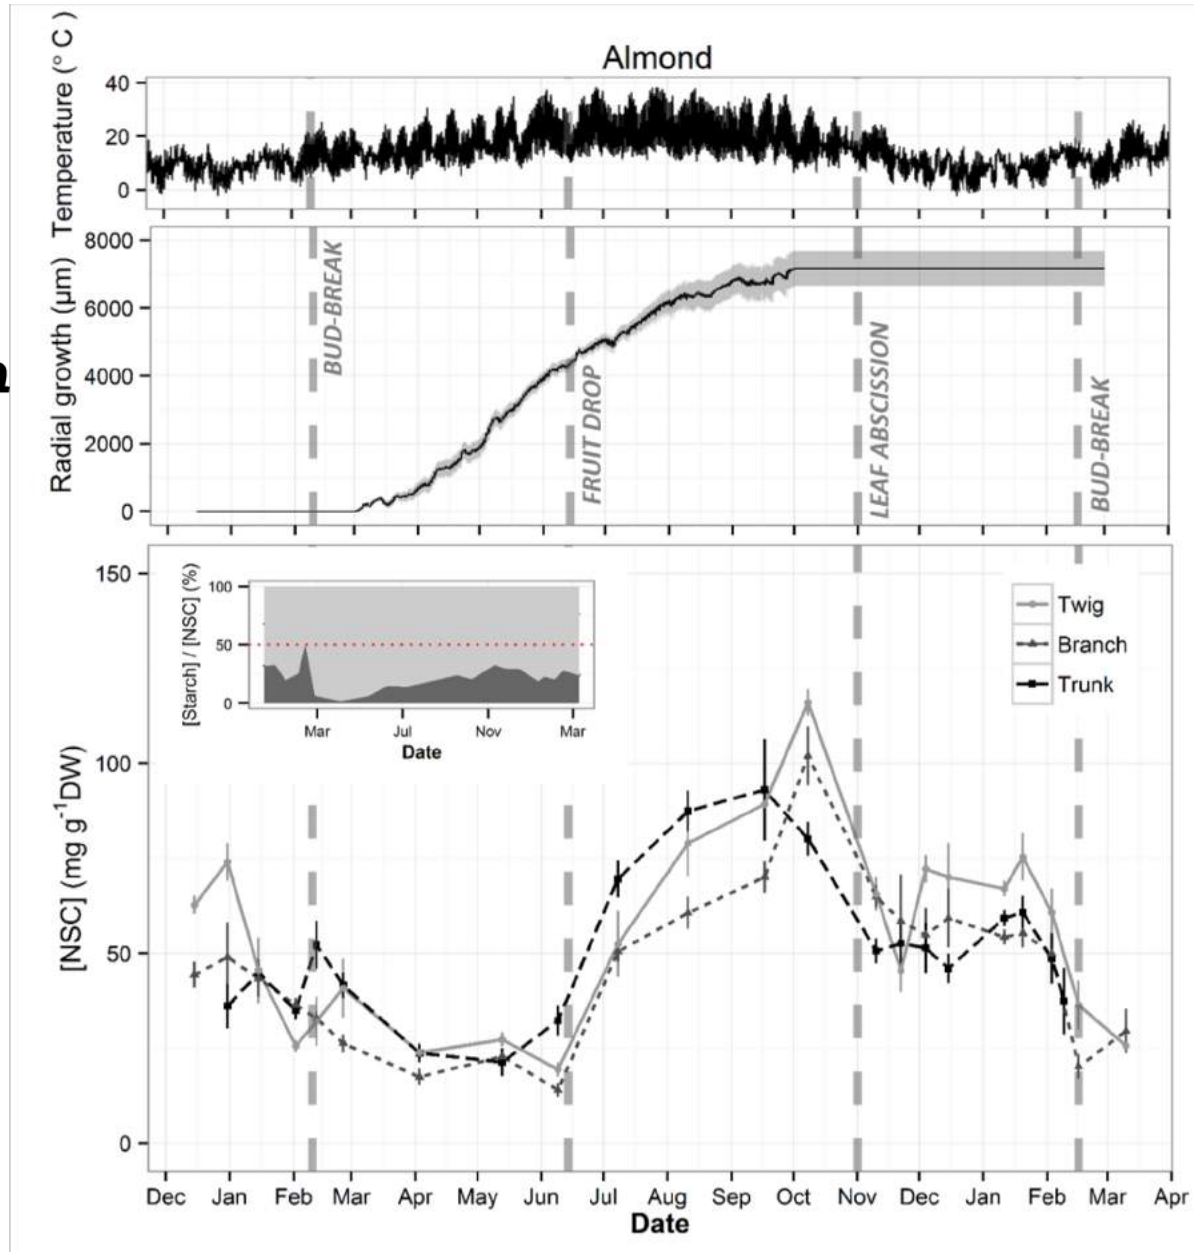 Almond
Temperature (° C)
40
20
0
Radial growth (µm)
8000
6000
4000
2000
0
BUD-BREAK
FRUIT DROP
LEAF ABSCISSION
BUD-BREAK
[NSC] (mg g⁻¹DW)
150
100
50
0
[Starch] / [NSC] (%)
100
50
0
Mar Jul Nov Mar
Date
Twig
Branch
Trunk
Dec Jan Feb Mar Apr May Jun Jul Aug Sep Oct Nov Dec Jan Feb Mar Apr
Date